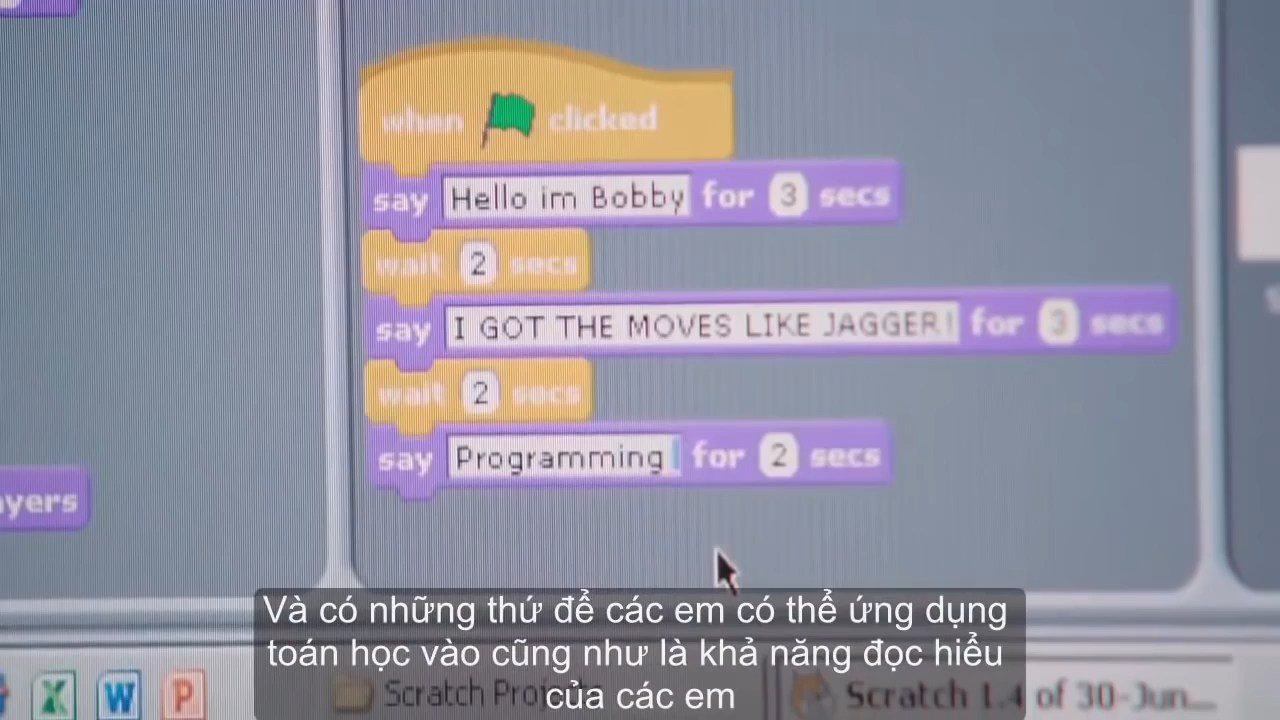 when clicked
say Hello im Bobby for 3 secs
wait 2 secs
say I GOT THE MOVES LIKE JAGGER! for 3 secs
wait 2 secs
say Programming for 2 secs
ayers
Và có những thứ để các em có thể ứng dụng
toán học vào cũng như là khả năng đọc hiểu
của các em
X W P
Scratch Scratch 1.4 of 30-Jun...